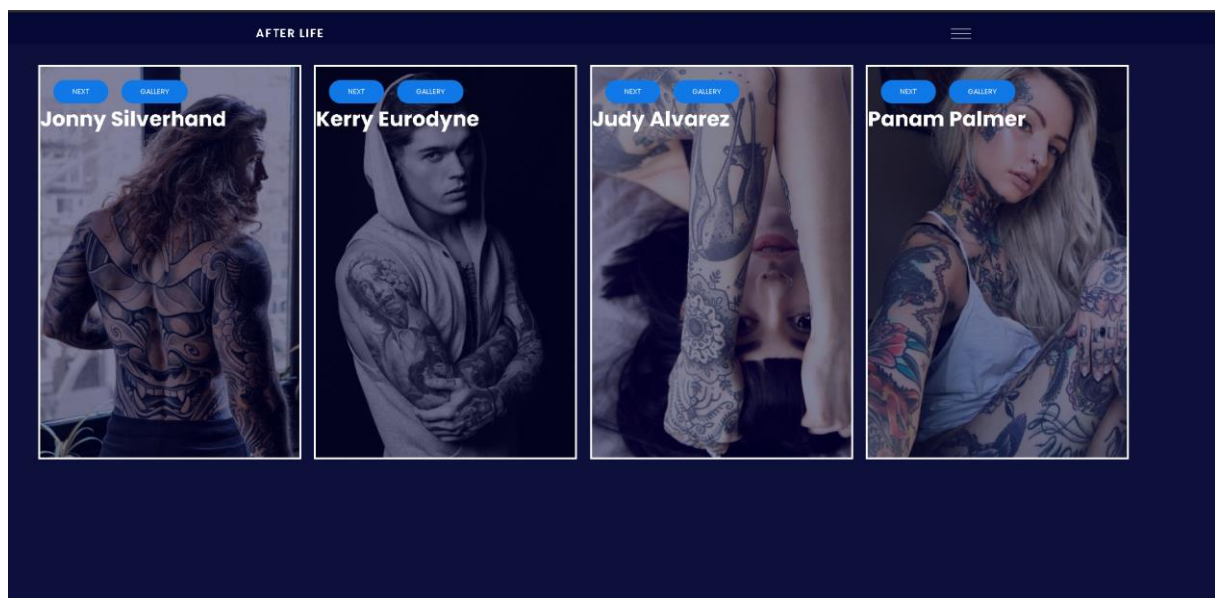 AFTER LIFE
NEXT GALLERY
Jonny Silverhand
NEXT GALLERY
Kerry Eurodyne
NEXT GALLERY
Judy Alvarez
NEXT GALLERY
Panam Palmer